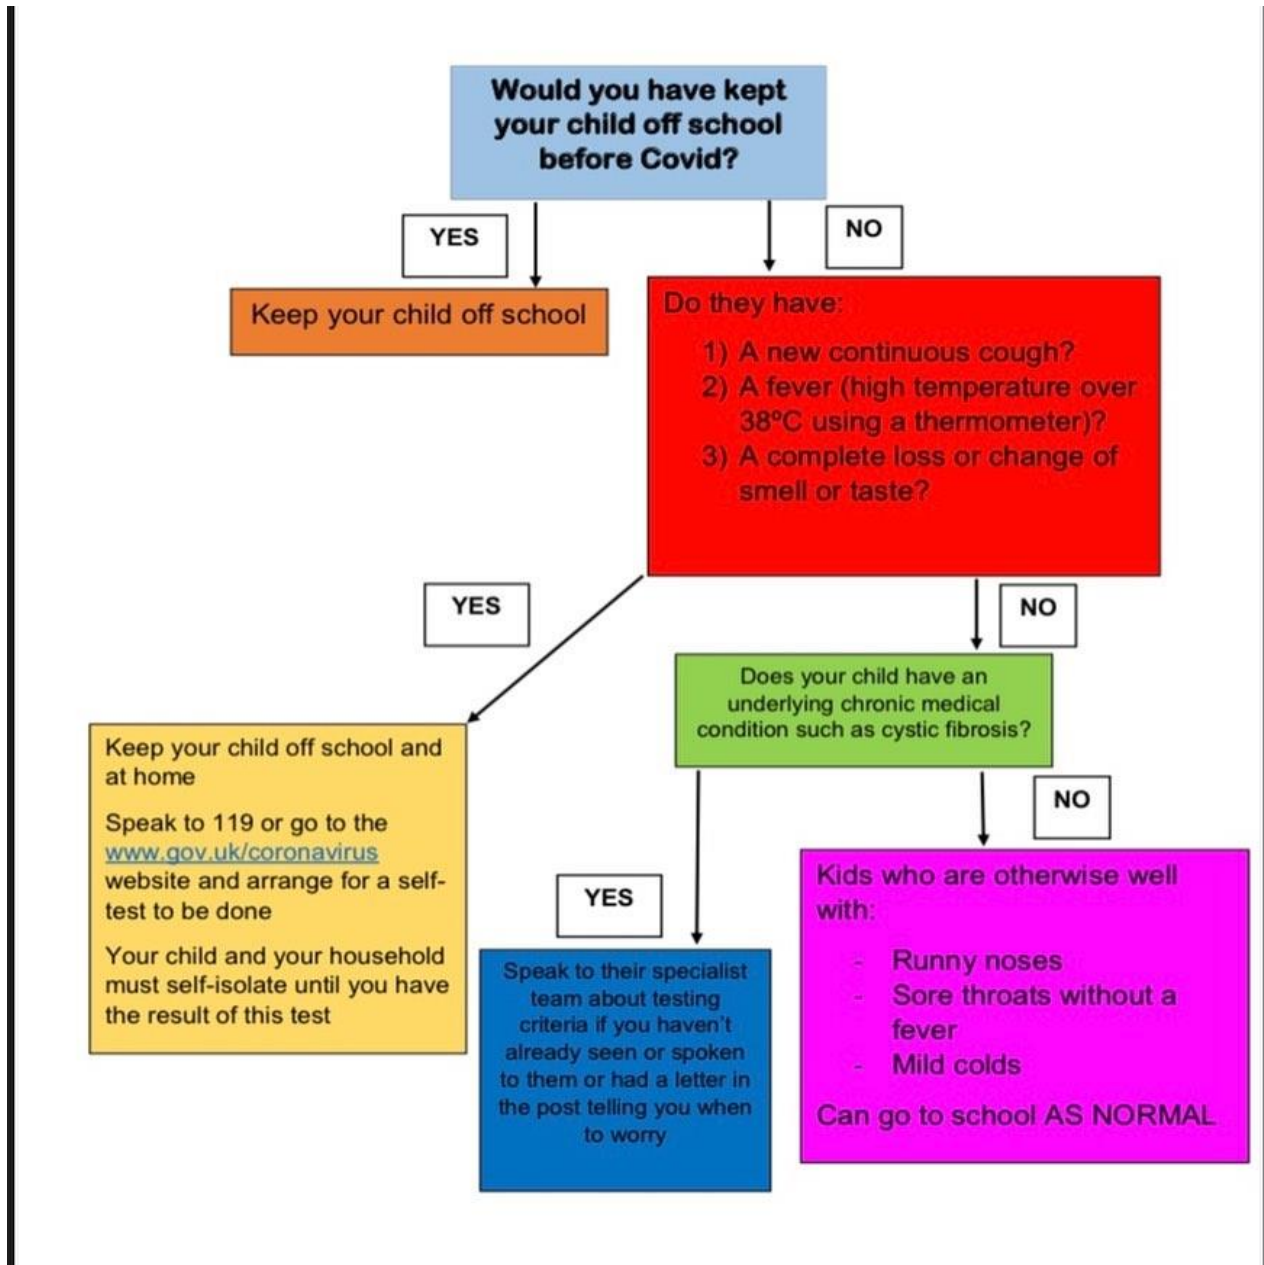 Would you have kept
your child off school
before Covid?
YES
NO
Keep your child off school
Do they have:
1) A new continuous cough?
2) A fever (high temperature over
38ºC using a thermometer)?
3) A complete loss or change of
smell or taste?
YES
NO
Does your child have an
underlying chronic medical
condition such as cystic fibrosis?
Keep your child off school and
at home
Speak to 119 or go to the
www.gov.uk/coronavirus
website and arrange for a self-
test to be done
Your child and your household
must self-isolate until you have
the result of this test
YES
NO
Speak to their specialist
team about testing
criteria if you haven't
already seen or spoken
to them or had a letter in
the post telling you when
to worry
Kids who are otherwise well
with:
- Runny noses
- Sore throats without a
fever
- Mild colds
Can go to school AS NORMAL